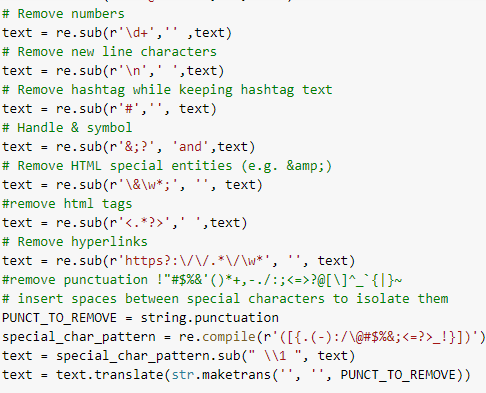 # Remove numbers
text = re.sub(r'\d+','' ,text)
# Remove new line characters
text = re.sub(r'\n',' ',text)
# Remove hashtag while keeping hashtag text
text = re.sub(r'#','', text)
# Handle & symbol
text = re.sub(r'&;?', 'and',text)
# Remove HTML special entities (e.g. &amp;)
text = re.sub(r'\&\w*;', '', text)
#remove html tags
text = re.sub(r'<.*?>',' ',text)
# Remove hyperlinks
text = re.sub(r'https?:\/\/.*\/\w*', '', text)
#remove punctuation !"#$%&'()*+,-./:;<=>?@[\]^_`{|}~
# insert spaces between special characters to isolate them
PUNCT_TO_REMOVE = string.punctuation
special_char_pattern = re.compile(r'([{.(-):/\@#$%&;<=?>_!}])')
text = special_char_pattern.sub(" \\1 ", text)
text = text.translate(str.maketrans('', '', PUNCT_TO_REMOVE))